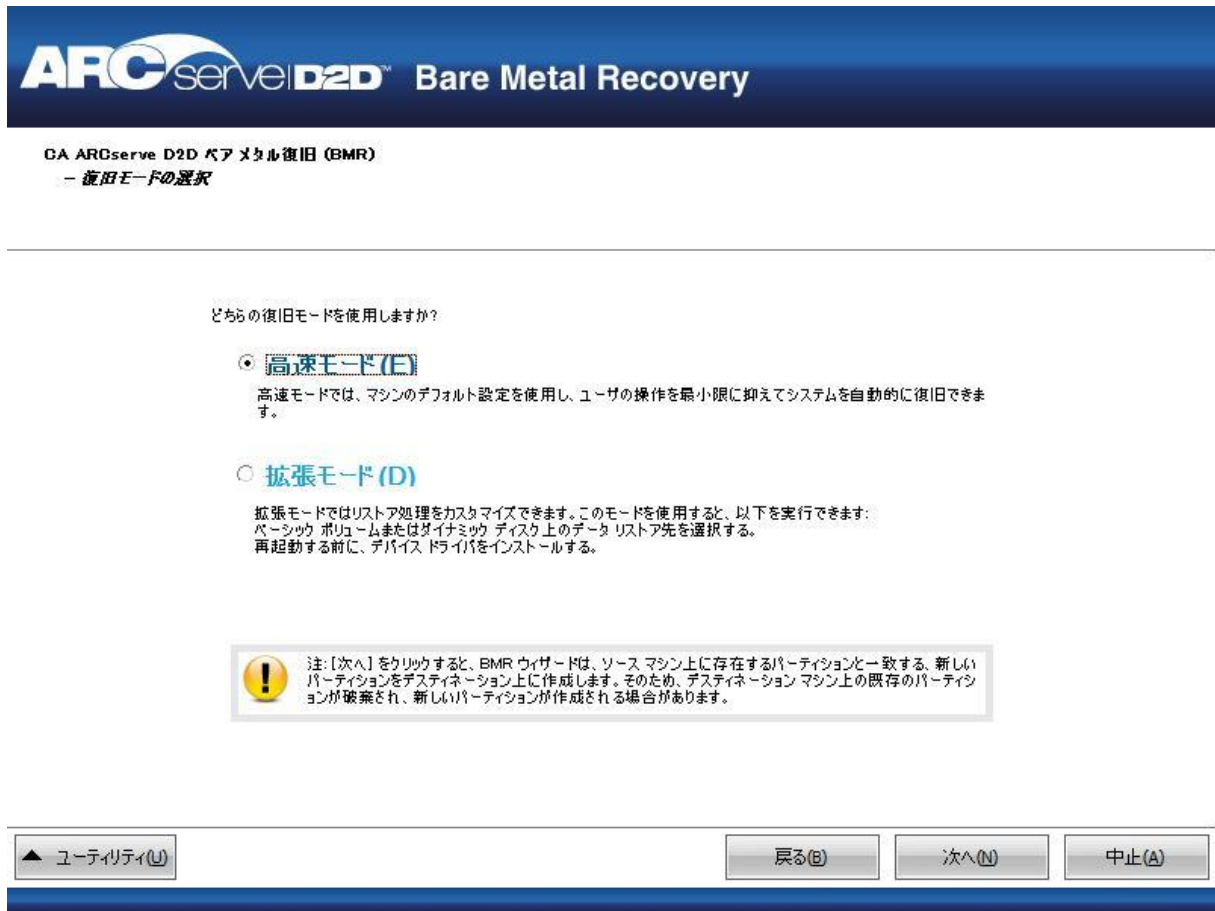 ARCserve D2D™ Bare Metal Recovery
CA ARCserve D2D ベア メタル復旧 (BMR)
- 復旧モードの選択
どちらの復旧モードを使用しますか?
高速モード(E)
高速モードでは、マシンのデフォルト設定を使用し、ユーザの操作を最小限に抑えてシステムを自動的に復旧できま
す。
拡張モード(D)
拡張モードではリストア処理をカスタマイズできます。このモードを使用すると、以下を実行できます:
ベーシック ボリュームまたはダイナミック ディスク上のデータ リストア先を選択する。
再起動する前に、デバイス ドライバをインストールする。
注: [次へ] をクリックすると、BMR ウィザードは、ソース マシン上に存在するパーティションと一致する、新しい
パーティションをデスティネーション上に作成します。そのため、デスティネーション マシン上の既存のパーティシ
ョンが破棄され、新しいパーティションが作成される場合があります。
ユーティリティ(U)
戻る(B)
次へ(N)
中止(A)